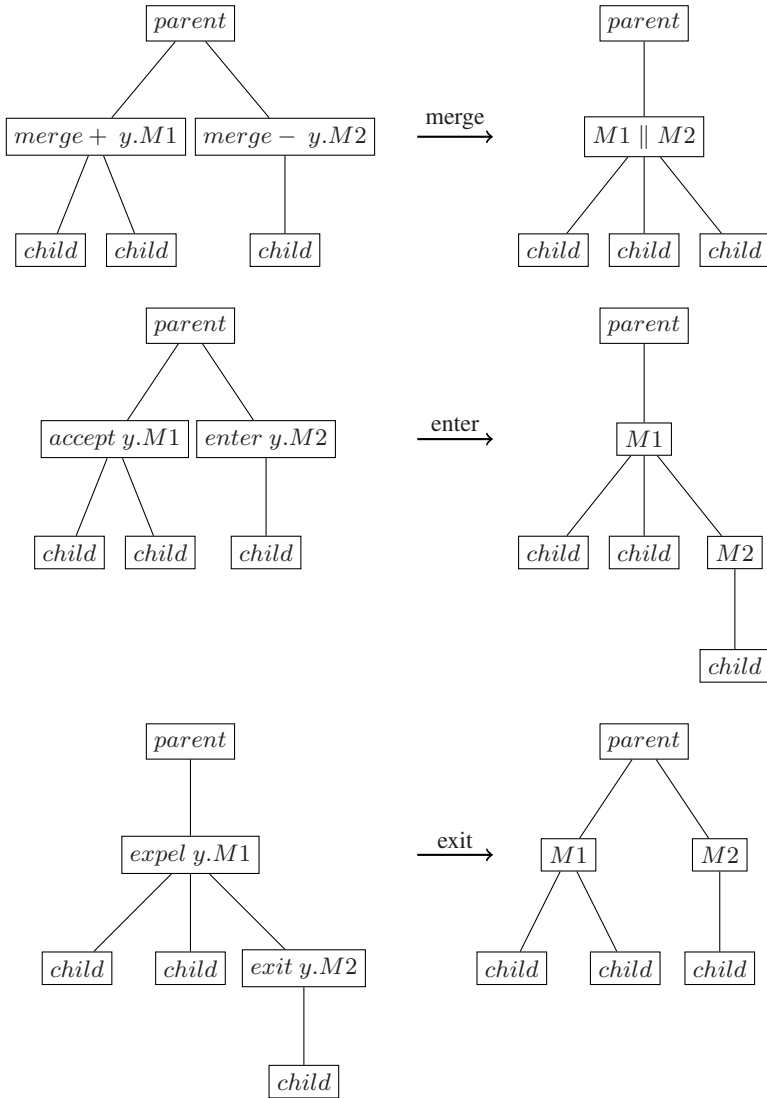 parent parent
merge
merge + y.M1 merge − y.M2 M1 ∥ M2
child child child child child child
parent parent
enter
accept y.M1 enter y.M2 M1
child child child child child M2
child
parent parent
exit
expel y.M1 M1 M2
child child exit y.M2 child child child
child